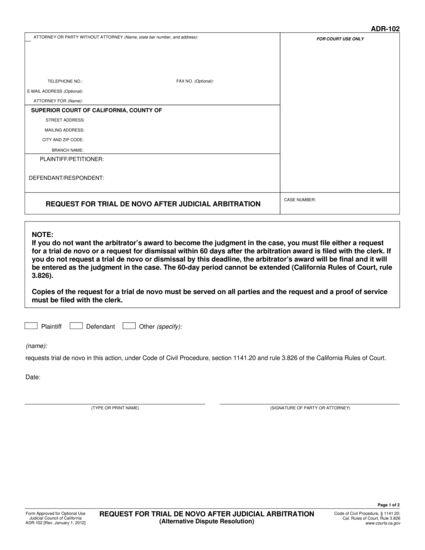 ADR-102
ATTORNEY OR PARTY WITHOUT ATTORNEY (Name, state bar number, and address):
FOR COURT USE ONLY
TELEPHONE NO.:
FAX NO. (Optional):
E-MAIL ADDRESS (Optional):
ATTORNEY FOR (Name):
SUPERIOR COURT OF CALIFORNIA, COUNTY OF
STREET ADDRESS:
MAILING ADDRESS:
CITY AND ZIP CODE:
BRANCH NAME:
PLAINTIFF/PETITIONER:
DEFENDANT/RESPONDENT:
REQUEST FOR TRIAL DE NOVO AFTER JUDICIAL ARBITRATION
CASE NUMBER:
NOTE:
If you do not want the arbitrator's award to become the judgment in the case, you must file either a request
for a trial de novo or a request for dismissal within 60 days after the arbitration award is filed with the clerk. If
you do not request a trial de novo or dismissal by this deadline, the arbitrator's award will be final and it will
be entered as the judgment in the case. The 60-day period cannot be extended (California Rules of Court, rule
3.826).
Copies of the request for a trial de novo must be served on all parties and the request and a proof of service
must be filed with the clerk.
Plaintiff Defendant Other (specify):
(name):
requests trial de novo in this action, under Code of Civil Procedure, section 1141.20 and rule 3.826 of the California Rules of Court.
Date:
(TYPE OR PRINT NAME)
(SIGNATURE OF PARTY OR ATTORNEY)
Page 1 of 2
Form Approved for Optional Use
Judicial Council of California
ADR-102 [Rev. January 1, 2012]
REQUEST FOR TRIAL DE NOVO AFTER JUDICIAL ARBITRATION
(Alternative Dispute Resolution)
Code of Civil Procedure, § 1141.20;
Cal. Rules of Court, Rule 3.826
www.courts.ca.gov